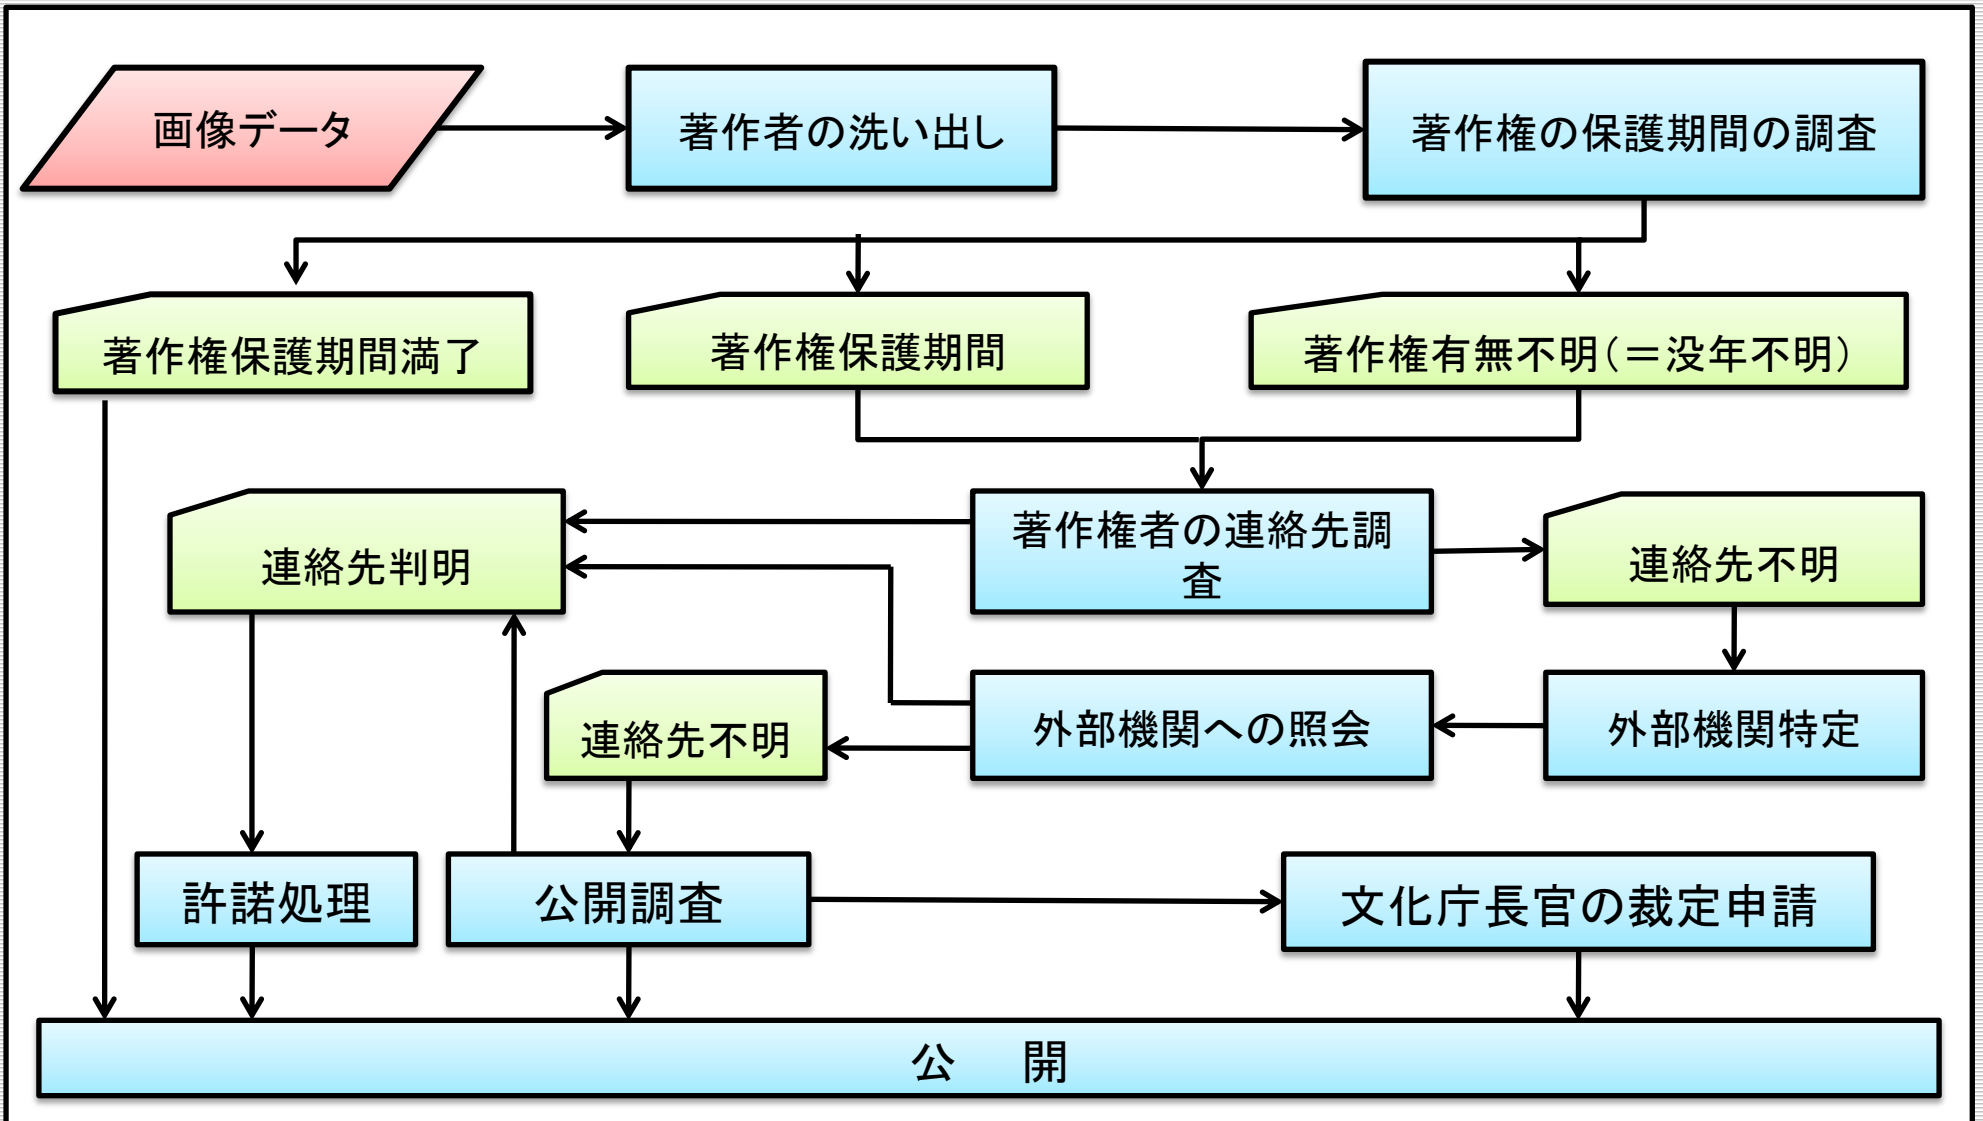 画像データ
著作者の洗い出し
著作権の保護期間の調査
著作権保護期間満了
著作権保護期間
著作権有無不明(＝没年不明)
連絡先判明
著作権者の連絡先調
査
連絡先不明
連絡先不明
外部機関への照会
外部機関特定
許諾処理
公開調査
文化庁長官の裁定申請
公　開